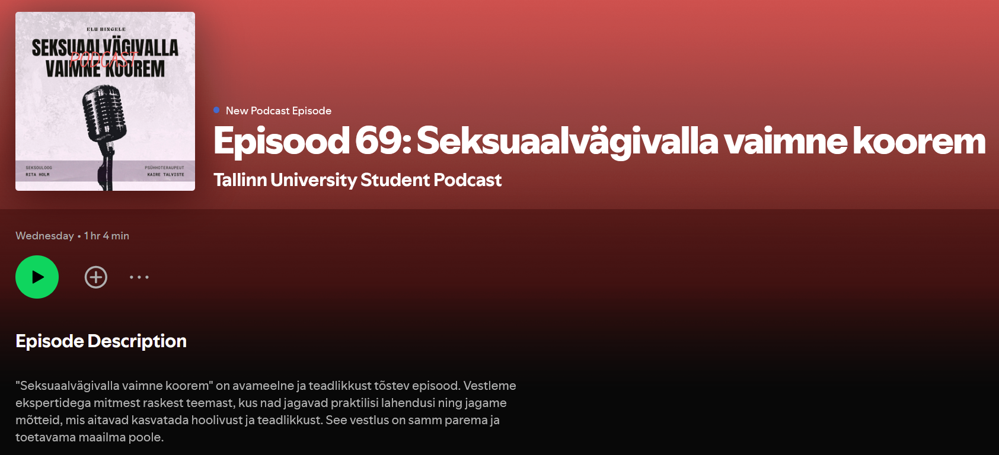 ELU HINGELE
SEKSUAALVÄGIVALLA
PODCAST
VAIMNE KOOREM
SEKSOULOOG
RITA HOLM
PSÜHHOTERAPEUT
KAIRE TALVISTE
New Podcast Episode
Episood 69: Seksuaalvägivalla vaimne koorem
Tallinn University Student Podcast
Wednesday • 1 hr 4 min
Episode Description
"Seksuaalvägivalla vaimne koorem" on avameelne ja teadlikkust tõstev episood. Vestleme
ekspertidega mitmest raskest teemast, kus nad jagavad praktilisi lahendusi ning jagame
mõtteid, mis aitavad kasvatada hoolivust ja teadlikkust. See vestlus on samm parema ja
toetavama maailma poole.